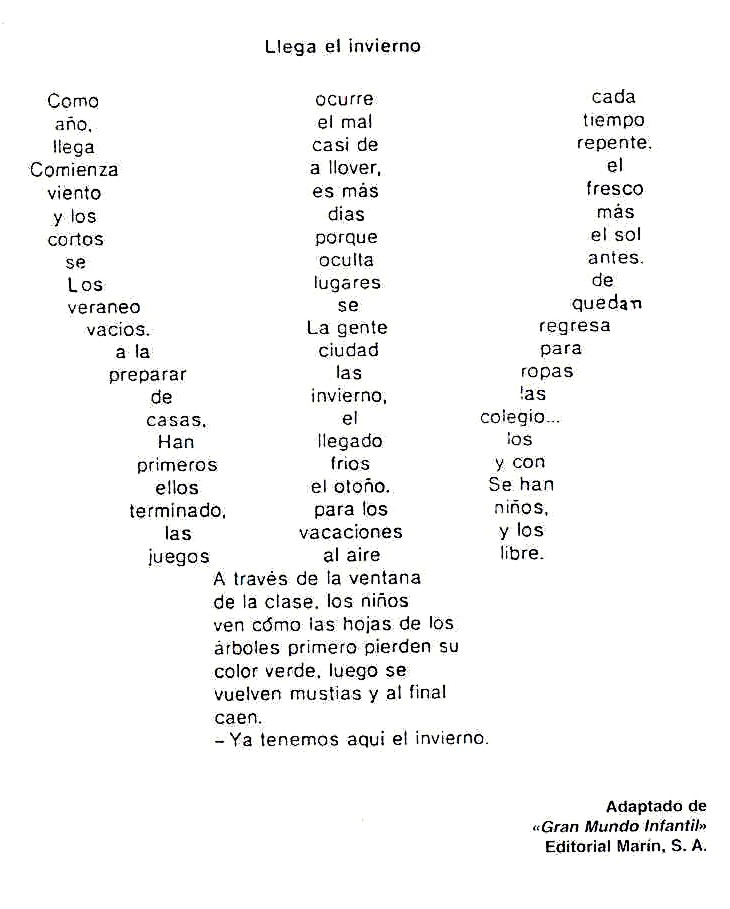 Llega el invierno
Como ocurre cada
año, el mal tiempo
llega casi de repente.
Comienza a llover, el
viento es más fresco
y los dias más
cortos porque el sol
se oculta antes.
Los lugares de
veraneo se quedan
vacios. La gente regresa
a la ciudad para
preparar las ropas
de invierno, las
casas, el colegio...
Han llegado los
primeros frios y con
ellos el otoño. Se han
terminado, para los niños,
las vacaciones y los
juegos al aire libre.
A través de la ventana
de la clase, los niños
ven cómo las hojas de los
árboles primero pierden su
color verde, luego se
vuelven mustias y al final
caen.
– Ya tenemos aqui el invierno.
Adaptado de
«Gran Mundo Infantil»
Editorial Marín, S. A.